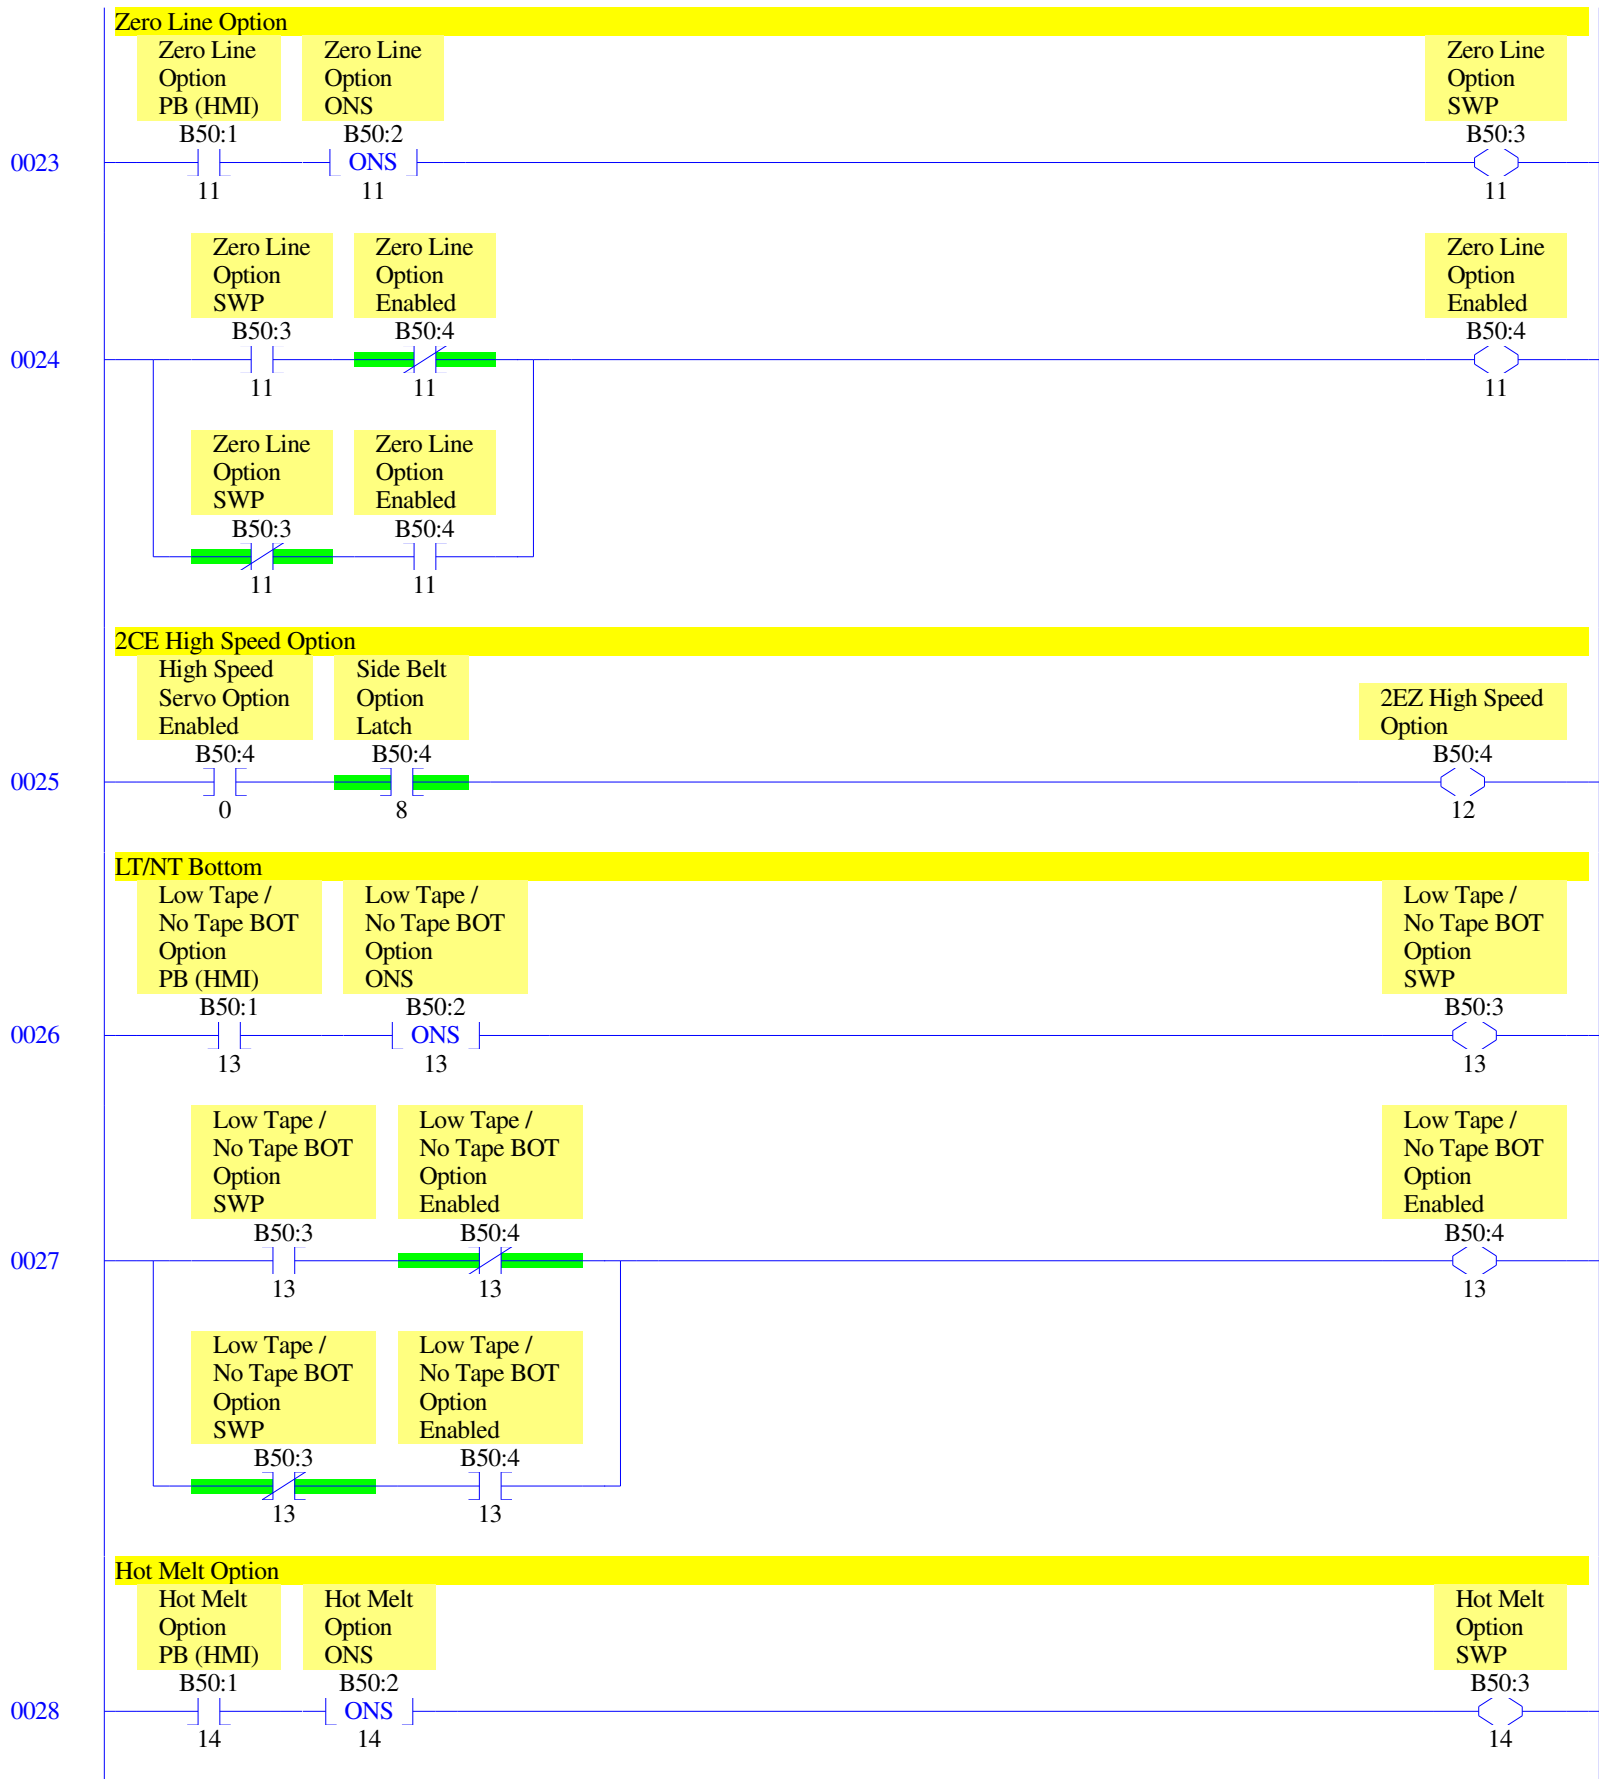 Zero Line Option
Zero Line
Option
PB (HMI)
B50:1
11
Zero Line
Option
ONS
B50:2
ONS
11
Zero Line
Option
SWP
B50:3
11
0023
Zero Line
Option
SWP
B50:3
11
Zero Line
Option
Enabled
B50:4
11
Zero Line
Option
Enabled
B50:4
11
0024
Zero Line
Option
SWP
B50:3
11
Zero Line
Option
Enabled
B50:4
11
2CE High Speed Option
High Speed
Servo Option
Enabled
B50:4
0
Side Belt
Option
Latch
B50:4
8
2EZ High Speed
Option
B50:4
12
0025
LT/NT Bottom
Low Tape /
No Tape BOT
Option
PB (HMI)
B50:1
13
Low Tape /
No Tape BOT
Option
ONS
B50:2
ONS
13
Low Tape /
No Tape BOT
Option
SWP
B50:3
13
0026
Low Tape /
No Tape BOT
Option
SWP
B50:3
13
Low Tape /
No Tape BOT
Option
Enabled
B50:4
13
Low Tape /
No Tape BOT
Option
Enabled
B50:4
13
0027
Low Tape /
No Tape BOT
Option
SWP
B50:3
13
Low Tape /
No Tape BOT
Option
Enabled
B50:4
13
Hot Melt Option
Hot Melt
Option
PB (HMI)
B50:1
14
Hot Melt
Option
ONS
B50:2
ONS
14
Hot Melt
Option
SWP
B50:3
14
0028